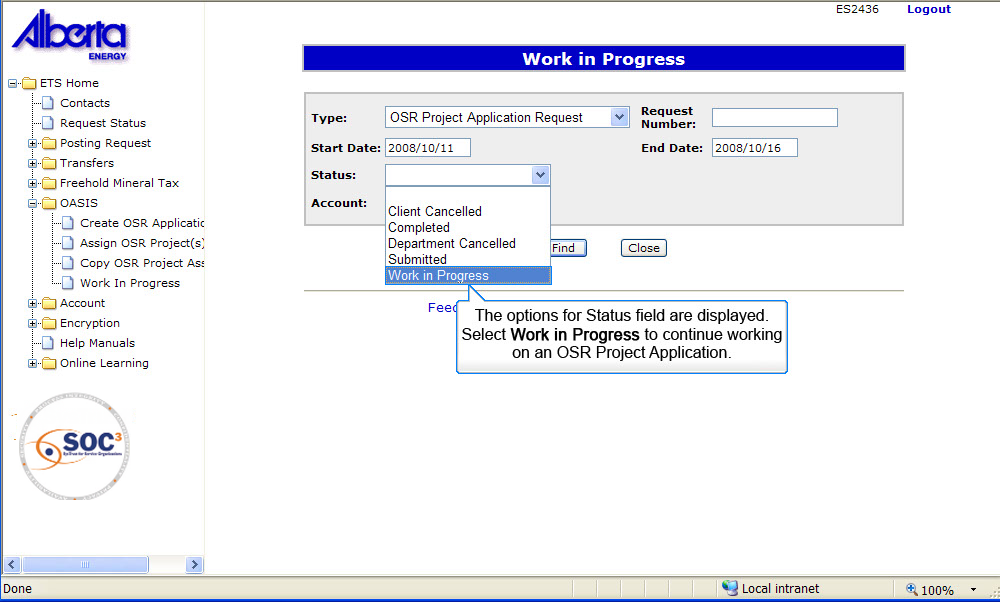 ES2436
Logout
Alberta
ENERGY
ETS Home
Contacts
Request Status
Posting Request
Transfers
Freehold Mineral Tax
OASIS
Create OSR Applicatic
Assign OSR Project(s)
Copy OSR Project Ass
Work In Progress
Account
Encryption
Help Manuals
Online Learning
SOC3
Work in Progress
Type: OSR Project Application Request
Request
Number:
Start Date: 2008/10/11
End Date: 2008/10/16
Status:
Account:
Client Cancelled
Completed
Department Cancelled
Submitted
Work in Progress
Find
Close
Feed
The options for Status field are displayed.
Select Work in Progress to continue working
on an OSR Project Application.
Done
Local intranet
100%